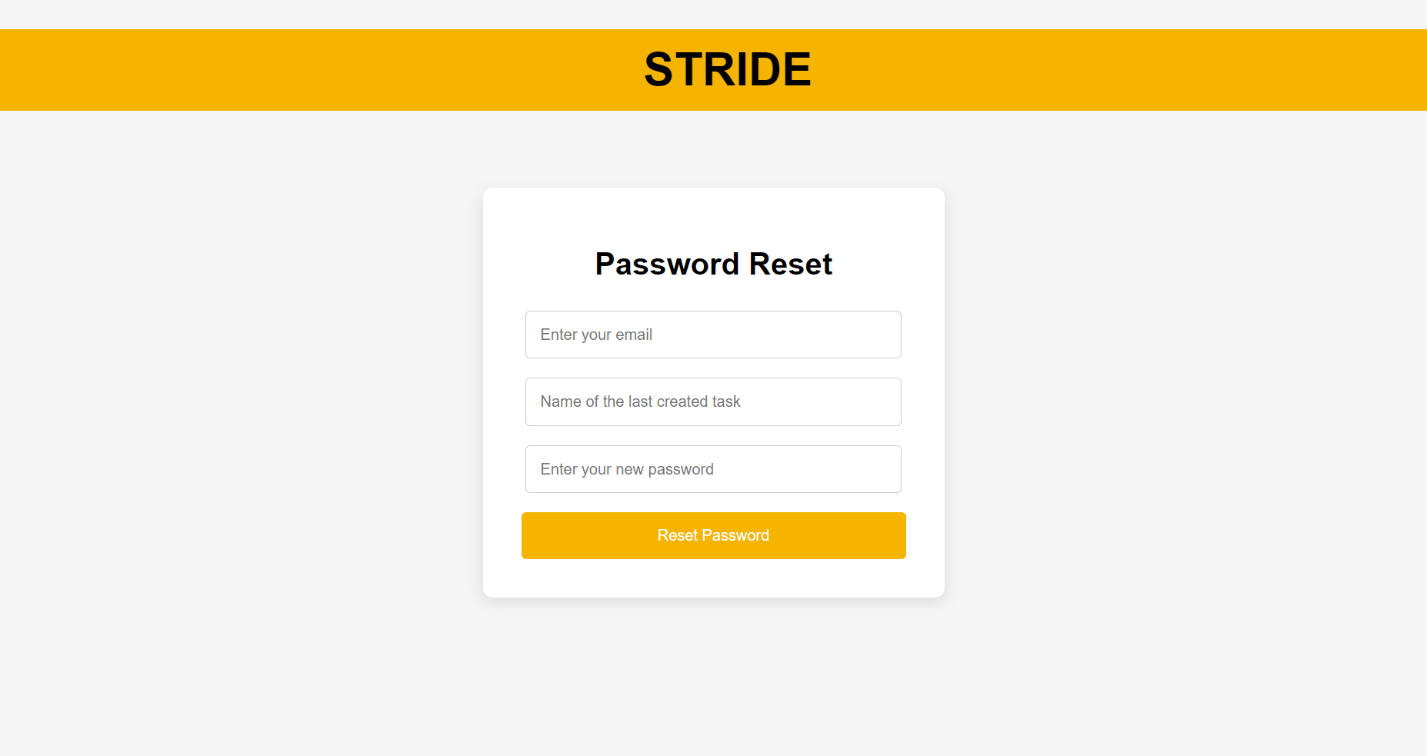 STRIDE
Password Reset
Enter your email
Name of the last created task
Enter your new password
Reset Password